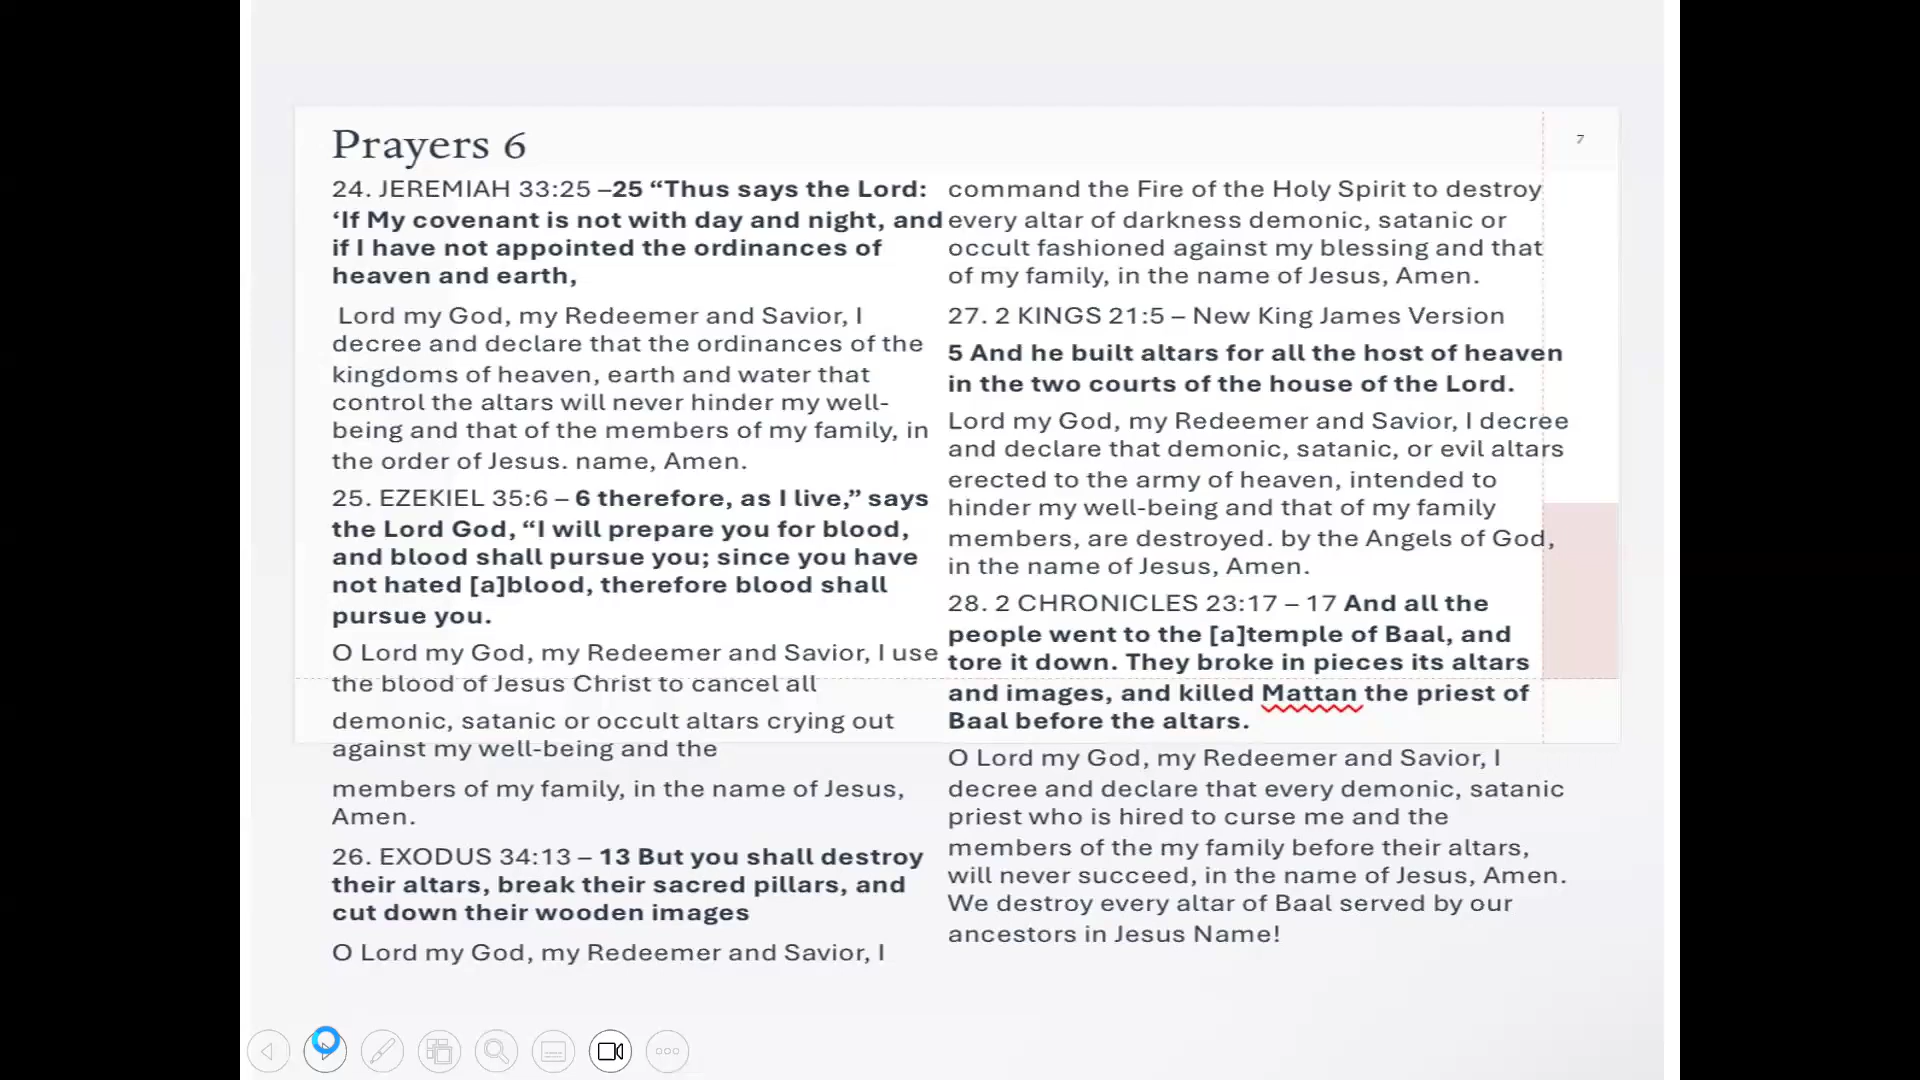 Prayers 6
7
24. JEREMIAH 33:25 –25 “Thus says the Lord:
‘If My covenant is not with day and night, and
if I have not appointed the ordinances of
heaven and earth,
Lord my God, my Redeemer and Savior, I
decree and declare that the ordinances of the
kingdoms of heaven, earth and water that
control the altars will never hinder my well-
being and that of the members of my family, in
the order of Jesus. name, Amen.
25. EZEKIEL 35:6 – 6 therefore, as I live,” says
the Lord God, “I will prepare you for blood,
and blood shall pursue you; since you have
not hated [a]blood, therefore blood shall
pursue you.
O Lord my God, my Redeemer and Savior, I use
the blood of Jesus Christ to cancel all
demonic, satanic or occult altars crying out
against my well-being and the
members of my family, in the name of Jesus,
Amen.
26. EXODUS 34:13 – 13 But you shall destroy
their altars, break their sacred pillars, and
cut down their wooden images
O Lord my God, my Redeemer and Savior, I
command the Fire of the Holy Spirit to destroy
every altar of darkness demonic, satanic or
occult fashioned against my blessing and that
of my family, in the name of Jesus, Amen.
27. 2 KINGS 21:5 – New King James Version
5 And he built altars for all the host of heaven
in the two courts of the house of the Lord.
Lord my God, my Redeemer and Savior, I decree
and declare that demonic, satanic, or evil altars
erected to the army of heaven, intended to
hinder my well-being and that of my family
members, are destroyed. by the Angels of God,
in the name of Jesus, Amen.
28. 2 CHRONICLES 23:17 – 17 And all the
people went to the [a]temple of Baal, and
tore it down. They broke in pieces its altars
and images, and killed Mattan the priest of
Baal before the altars.
O Lord my God, my Redeemer and Savior, I
decree and declare that every demonic, satanic
priest who is hired to curse me and the
members of the my family before their altars,
will never succeed, in the name of Jesus, Amen.
We destroy every altar of Baal served by our
ancestors in Jesus Name!